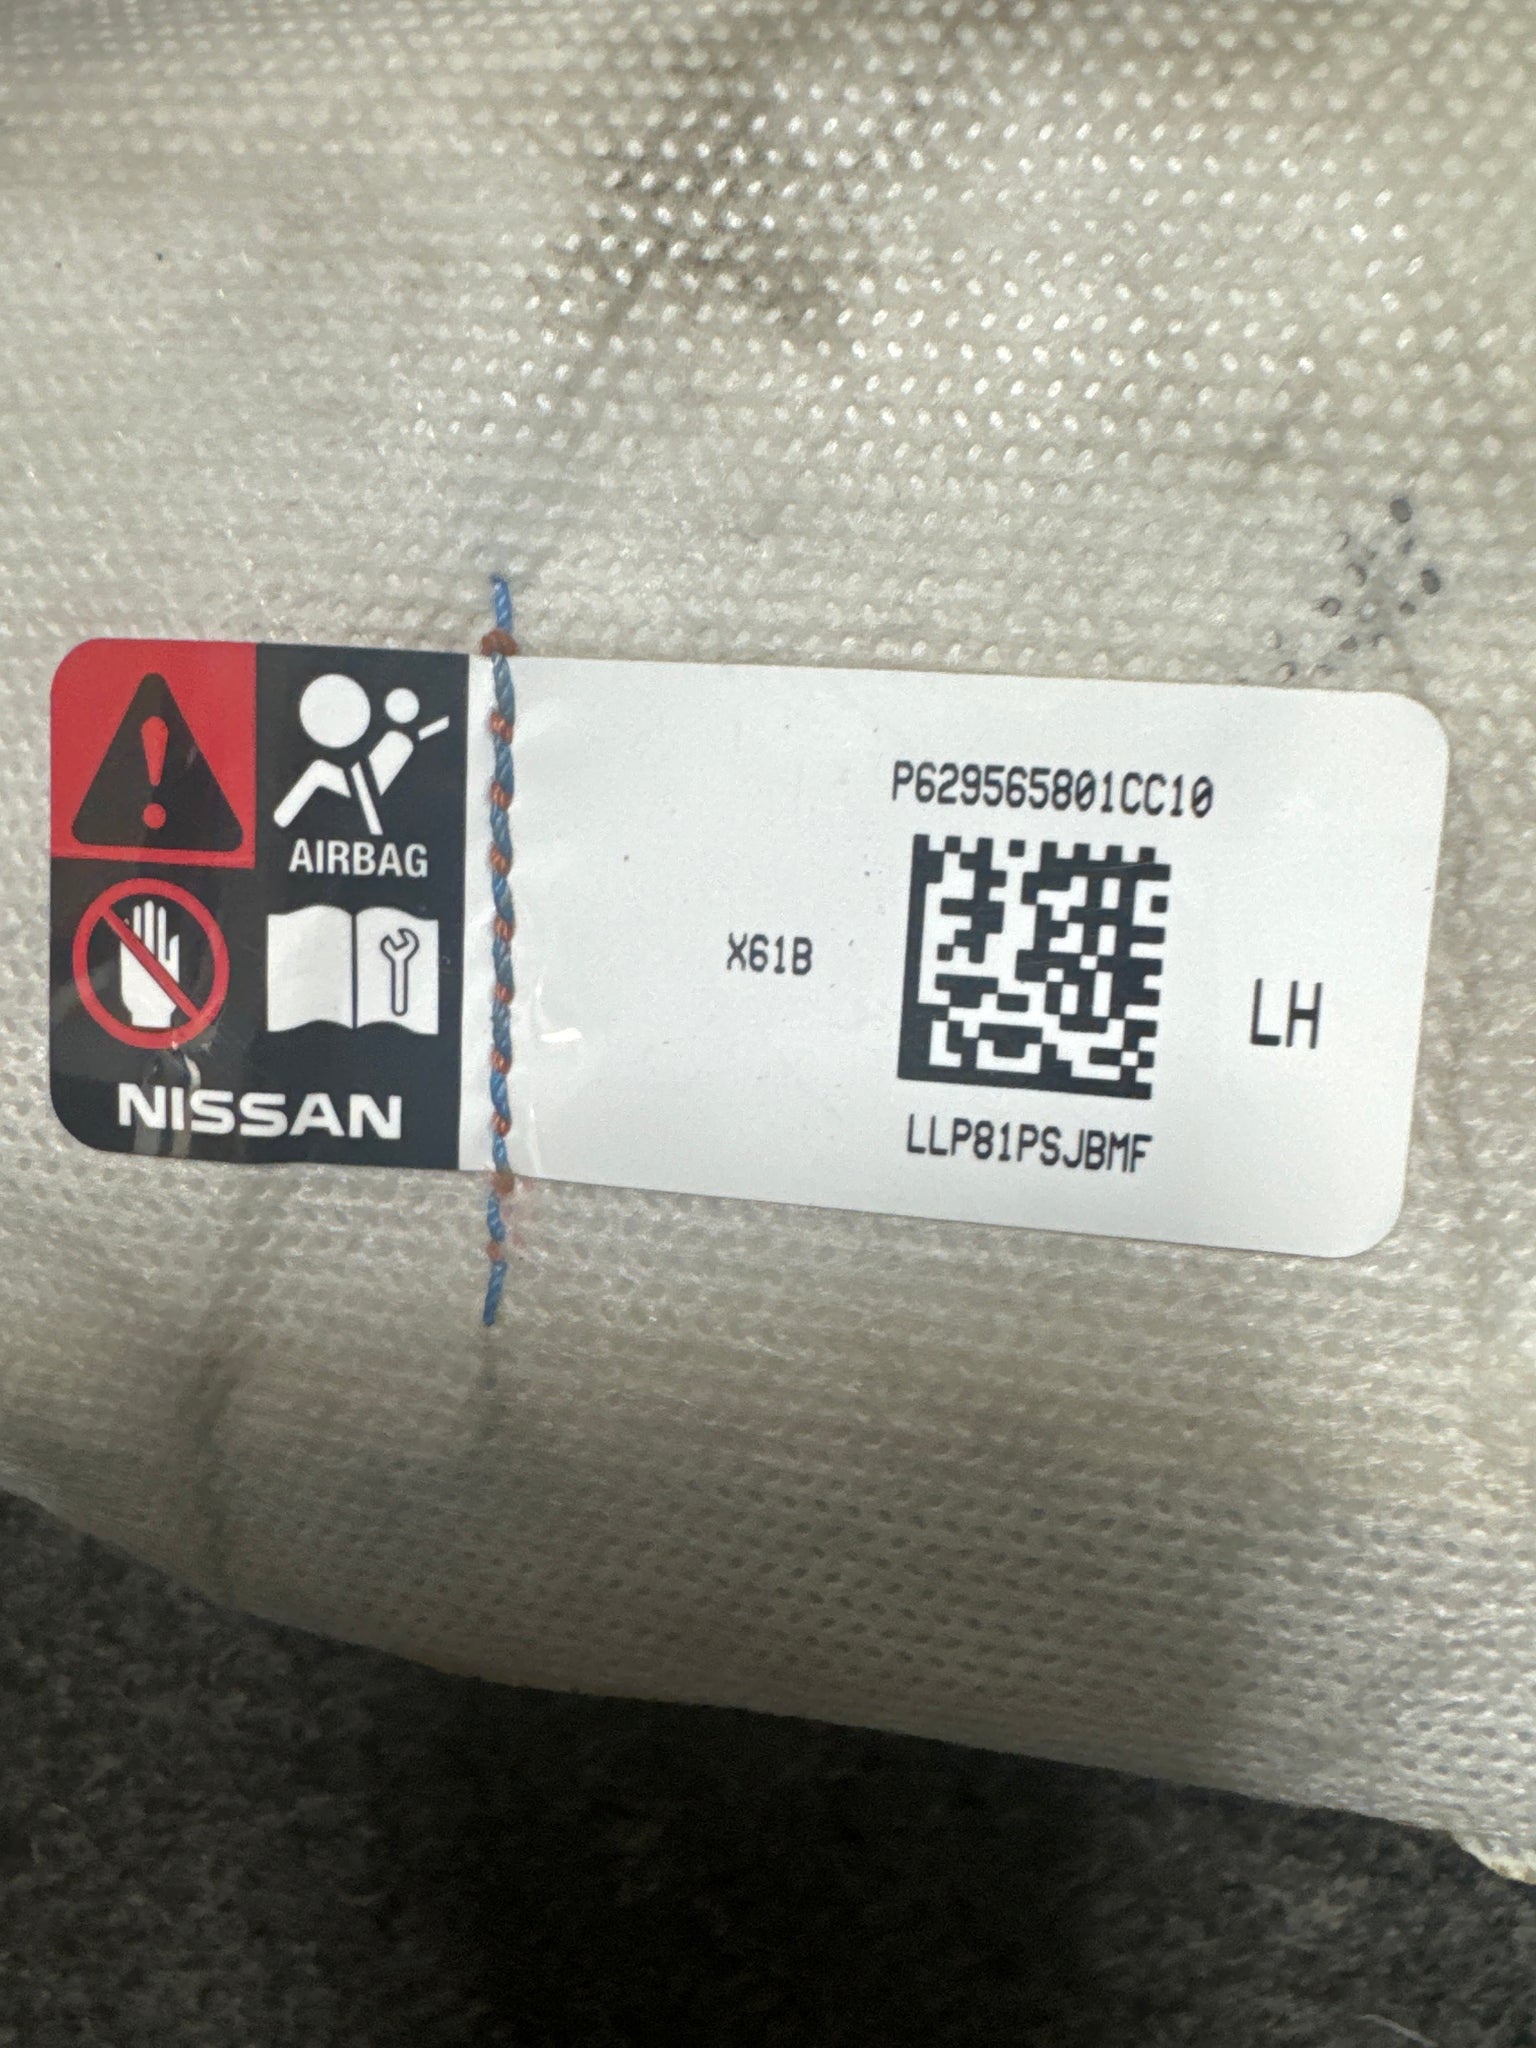 AIRBAG
NISSAN
X61B
P629565801CC10
LLP81PSJBMF
LH